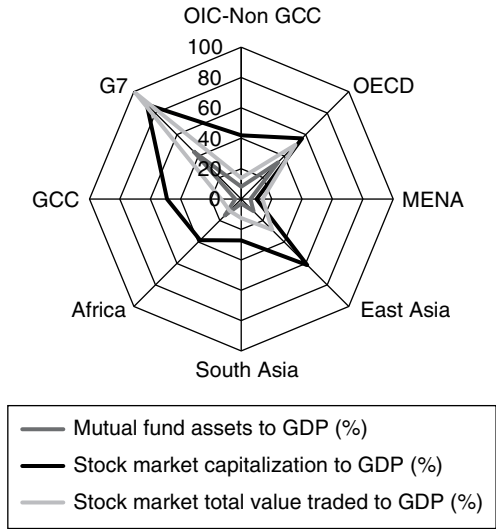 OIC-Non GCC
100
80
60
40
20
0
G7
OECD
GCC
MENA
Africa
East Asia
South Asia
Mutual fund assets to GDP (%)
Stock market capitalization to GDP (%)
Stock market total value traded to GDP (%)